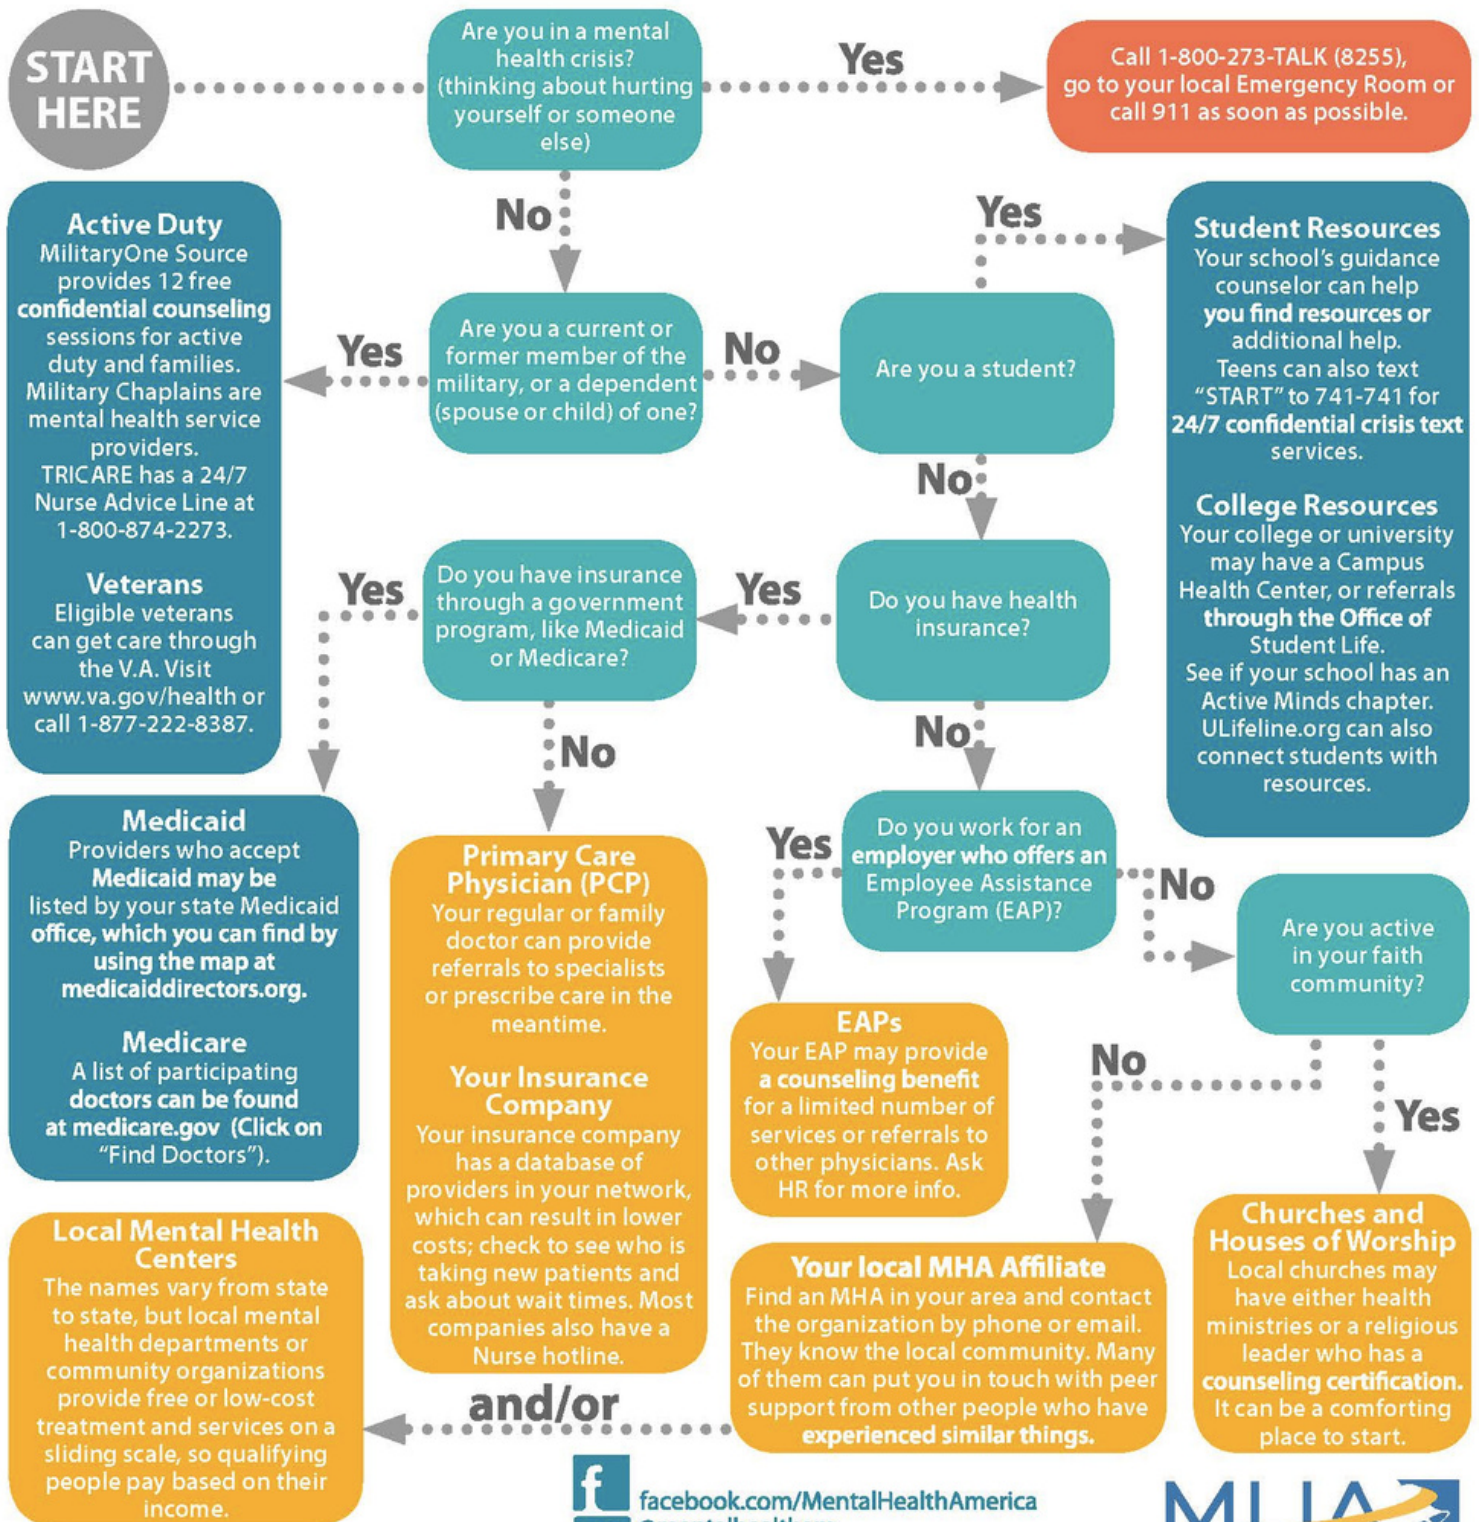 START
HERE
Are you in a mental
health crisis?
(thinking about hurting
yourself or someone
else)
Yes
Call 1-800-273-TALK (8255),
go to your local Emergency Room or
call 911 as soon as possible.
No
Active Duty
MilitaryOne Source
provides 12 free
confidential counseling
sessions for active
duty and families.
Military Chaplains are
mental health service
providers.
TRICARE has a 24/7
Nurse Advice Line at
1-800-874-2273.
Veterans
Eligible veterans
can get care through
the V.A. Visit
www.va.gov/health or
call 1-877-222-8387.
Yes
Are you a current or
former member of the
military, or a dependent
(spouse or child) of one?
No
Are you a student?
Yes
Student Resources
Your school's guidance
counselor can help
you find resources or
additional help.
Teens can also text
"START" to 741-741 for
24/7 confidential crisis text
services.
College Resources
Your college or university
may have a Campus
Health Center, or referrals
through the Office of
Student Life.
See if your school has an
Active Minds chapter.
ULifeline.org can also
connect students with
resources.
No
Do you have health
insurance?
Yes
Do you have insurance
through a government
program, like Medicaid
or Medicare?
Yes
Medicaid
Providers who accept
Medicaid may be
listed by your state Medicaid
office, which you can find by
using the map at
medicaiddirectors.org.
Medicare
A list of participating
doctors can be found
at medicare.gov (Click on
"Find Doctors").
No
Primary Care
Physician (PCP)
Your regular or family
doctor can provide
referrals to specialists
or prescribe care in the
meantime.
Your Insurance
Company
Your insurance company
has a database of
providers in your network,
which can result in lower
costs; check to see who is
taking new patients and
ask about wait times. Most
companies also have a
Nurse hotline.
No
Do you work for an
employer who offers an
Employee Assistance
Program (EAP)?
Yes
EAPs
Your EAP may provide
a counseling benefit
for a limited number of
services or referrals to
other physicians. Ask
HR for more info.
No
Are you active
in your faith
community?
No
Your local MHA Affiliate
Find an MHA in your area and contact
the organization by phone or email.
They know the local community. Many
of them can put you in touch with peer
support from other people who have
experienced similar things.
Yes
Churches and
Houses of Worship
Local churches may
have either health
ministries or a religious
leader who has a
counseling certification.
It can be a comforting
place to start.
and/or
Local Mental Health
Centers
The names vary from state
to state, but local mental
health departments or
community organizations
provide free or low-cost
treatment and services on a
sliding scale, so qualifying
people pay based on their
income.
f
facebook.com/MentalHealthAmerica
MHA